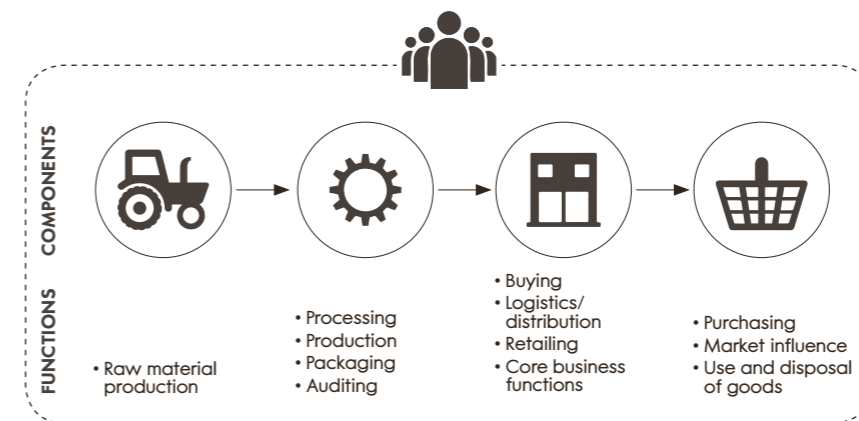 COMPONENTS
FUNCTIONS
• Raw material
production
• Processing
• Production
• Packaging
• Auditing
• Buying
• Logistics/
distribution
• Retailing
• Core business
functions
• Purchasing
• Market influence
• Use and disposal
of goods